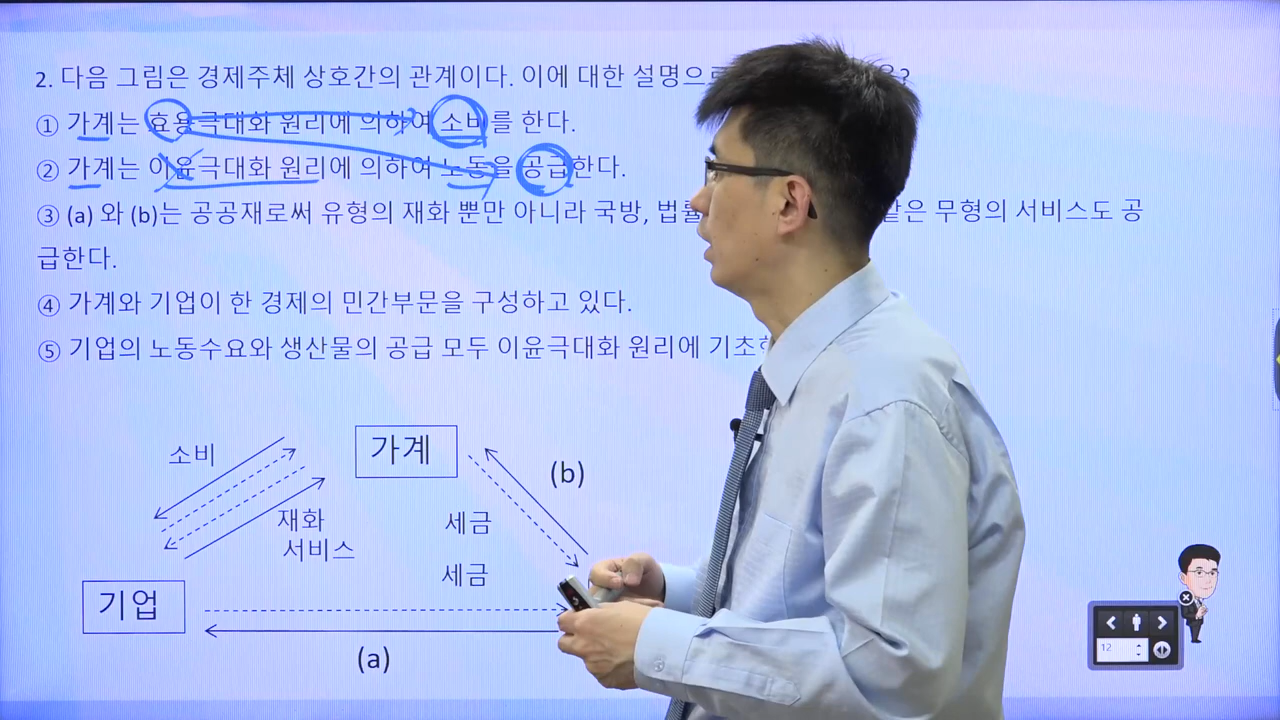 2. 다음 그림은 경제주체 상호간의 관계이다. 이에 대한 설명으로
① 가계는 효용극대화 원리에 의하여 소비를 한다.
② 가계는 이윤극대화 원리에 의하여 노동을 공급한다.
③ (a) 와 (b)는 공공재로써 유형의 재화 뿐만 아니라 국방, 법률 같은 무형의 서비스도 공
급한다.
④ 가계와 기업이 한 경제의 민간부문을 구성하고 있다.
⑤ 기업의 노동수요와 생산물의 공급 모두 이윤극대화 원리에
가계
소비
(b)
재화
서비스
세금
세금
기업
(a)
12